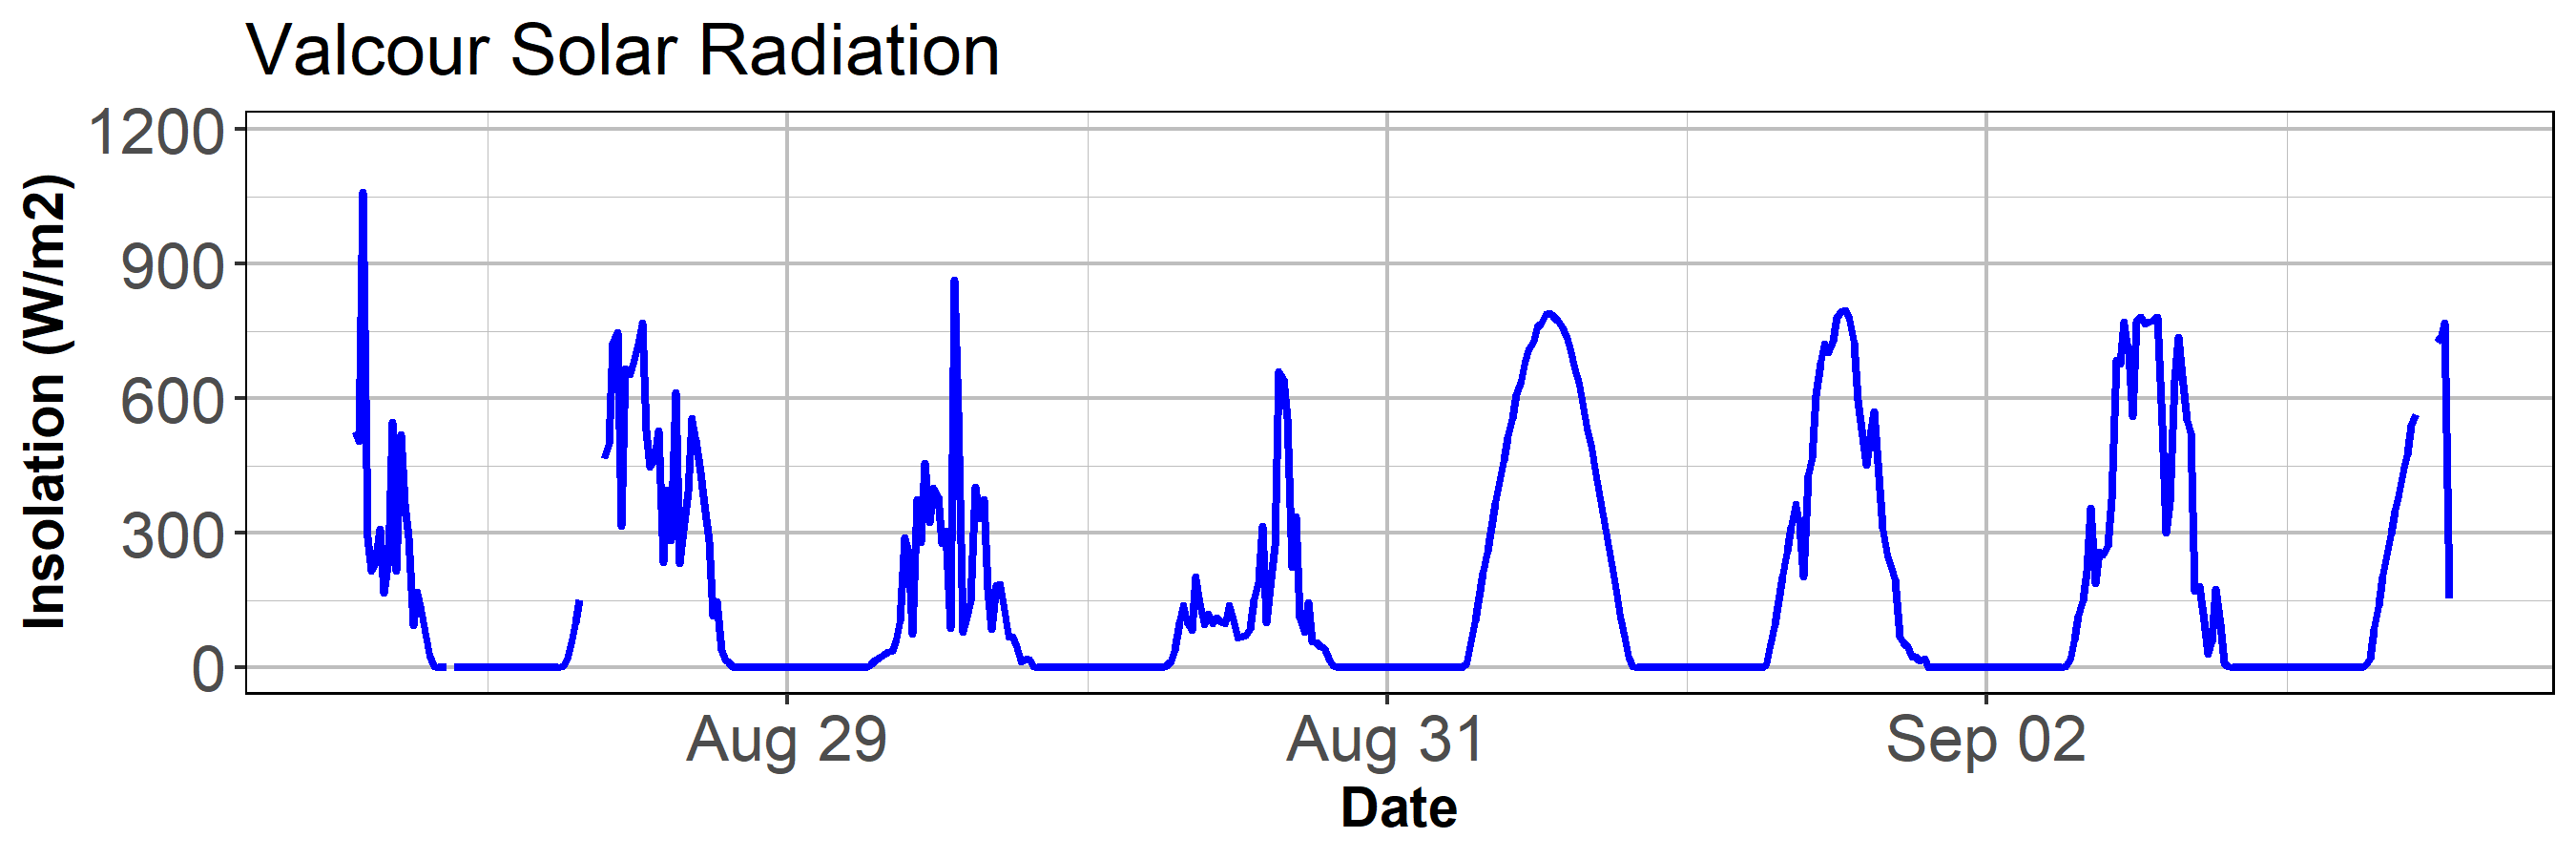 Valcour Solar Radiation
Insolation (W/m2)
1200
900
600
300
0
Aug 29
Aug 31
Sep 02
Date